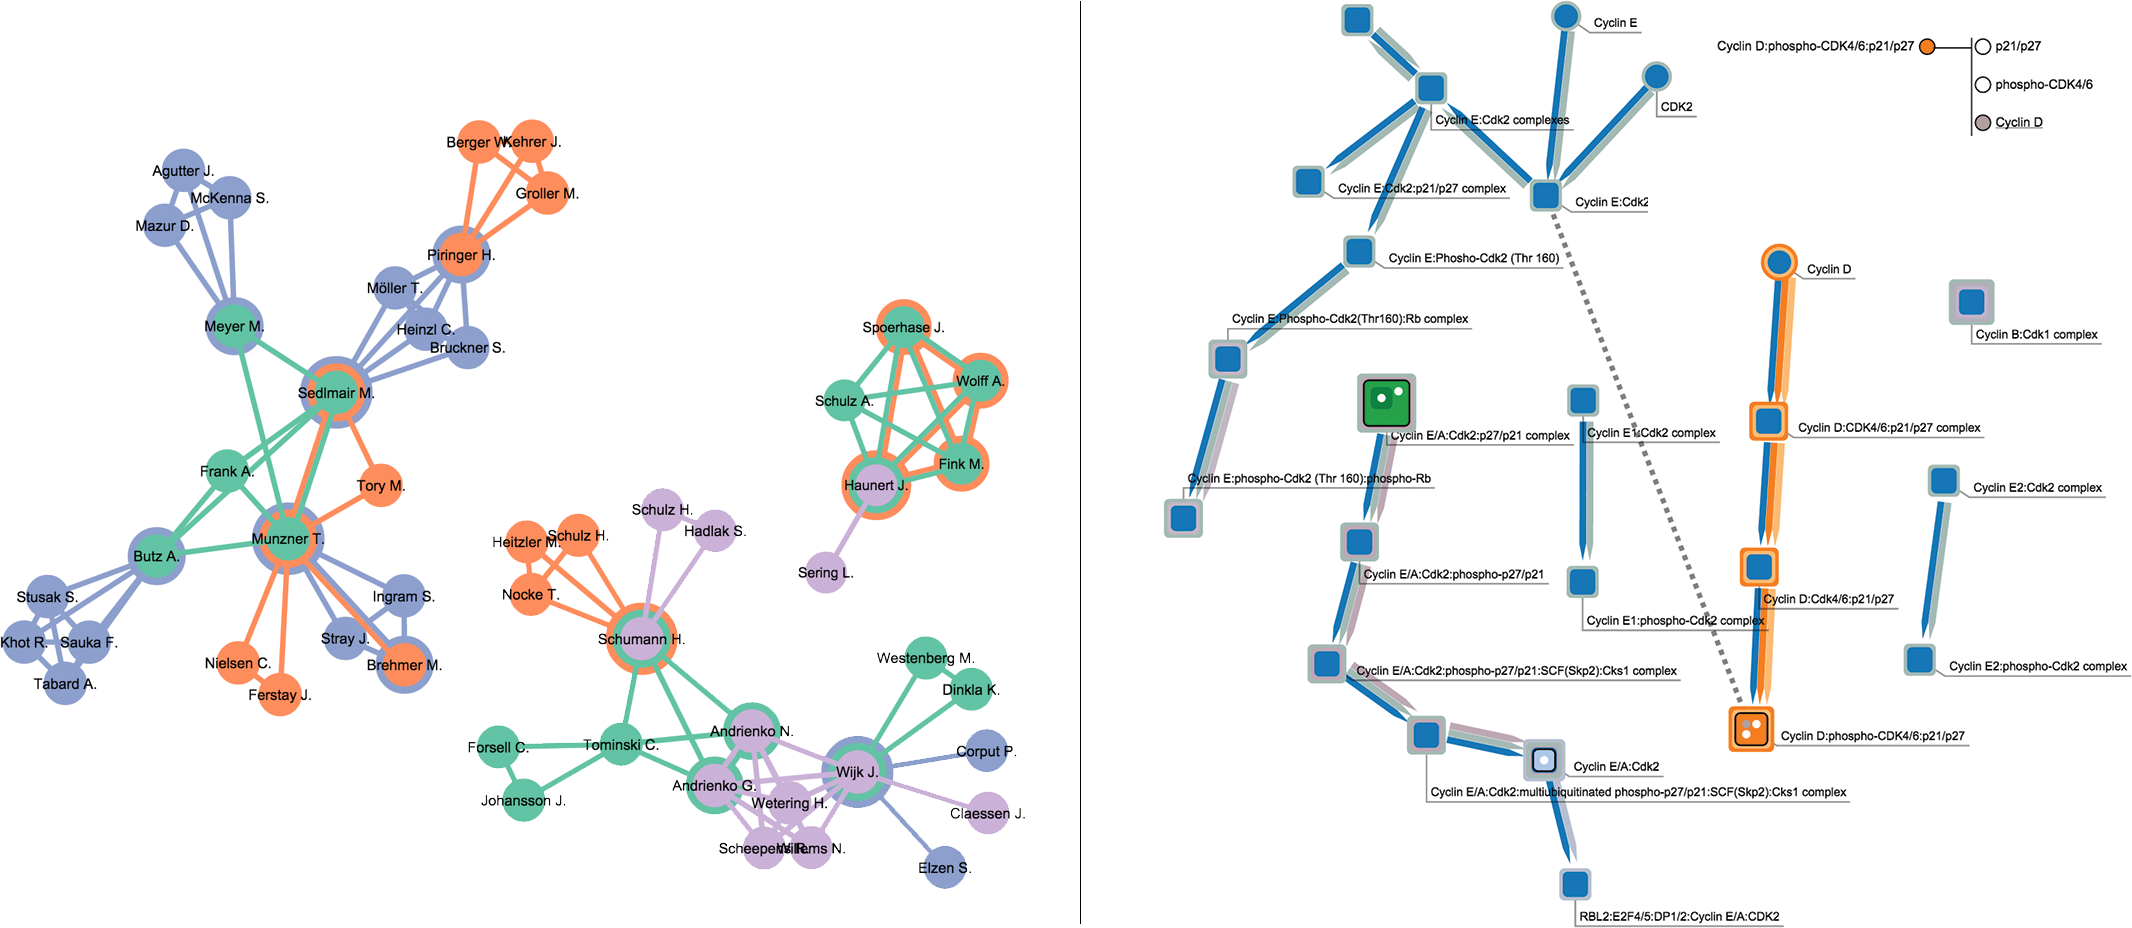 Berger W.
Kehrer J.
Agutter J.
McKenna S.
Groller M.
Mazur D.
Piringer H.
Möller T.
Meyer M.
Heinzl C.
Bruckner S.
Sedlmair M.
Frank A.
Tory M.
Munzner T.
Butz A.
Stusak S.
Ingram S.
Khot R.
Sauka F.
Stray J.
Nielsen C.
Brehmer M.
Tabard A.
Ferstay J.
Spoerhase J.
Wolff A.
Schulz A.
Fink M.
Haunert J.
Schulz H.
Hadlak S.
Heitzler M.
Schulz H.
Sering L.
Nocke T.
Schumann H.
Westenberg M.
Dinkla K.
Andrienko N.
Forsell C.
Tominski C.
Corput P.
Wijk J.
Andrienko G.
Johansson J.
Wetering H.
Claessen J.
Scheepens R.
Willems N.
Elzen S.
Cyclin E
Cyclin D:phospho-CDK4/6:p21/p27
p21/p27
phospho-CDK4/6
CDK2
Cyclin E:Cdk2 complexes
Cyclin D
Cyclin E:Cdk2:p21/p27 complex
Cyclin E:Cdk2
Cyclin E:Phosho-Cdk2 (Thr 160)
Cyclin D
Cyclin E:Phospho-Cdk2(Thr160):Rb complex
Cyclin B:Cdk1 complex
Cyclin E/A:Cdk2:p27/p21 complex
Cyclin E1:Cdk2 complex
Cyclin D:CDK4/6:p21/p27 complex
Cyclin E:phospho-Cdk2 (Thr 160):phospho-Rb
Cyclin E2:Cdk2 complex
Cyclin E/A:Cdk2:phospho-p27/p21
Cyclin D:Cdk4/6:p21/p27
Cyclin E1:phospho-Cdk2 complex
Cyclin E/A:Cdk2:phospho-p27/p21:SCF(Skp2):Cks1 complex
Cyclin E2:phospho-Cdk2 complex
Cyclin D:phospho-CDK4/6:p21/p27
Cyclin E/A:Cdk2
Cyclin E/A:Cdk2:multiubiquitinated phospho-p27/p21:SCF(Skp2):Cks1 complex
RBL2:E2F4/5:DP1/2:Cyclin E/A:CDK2